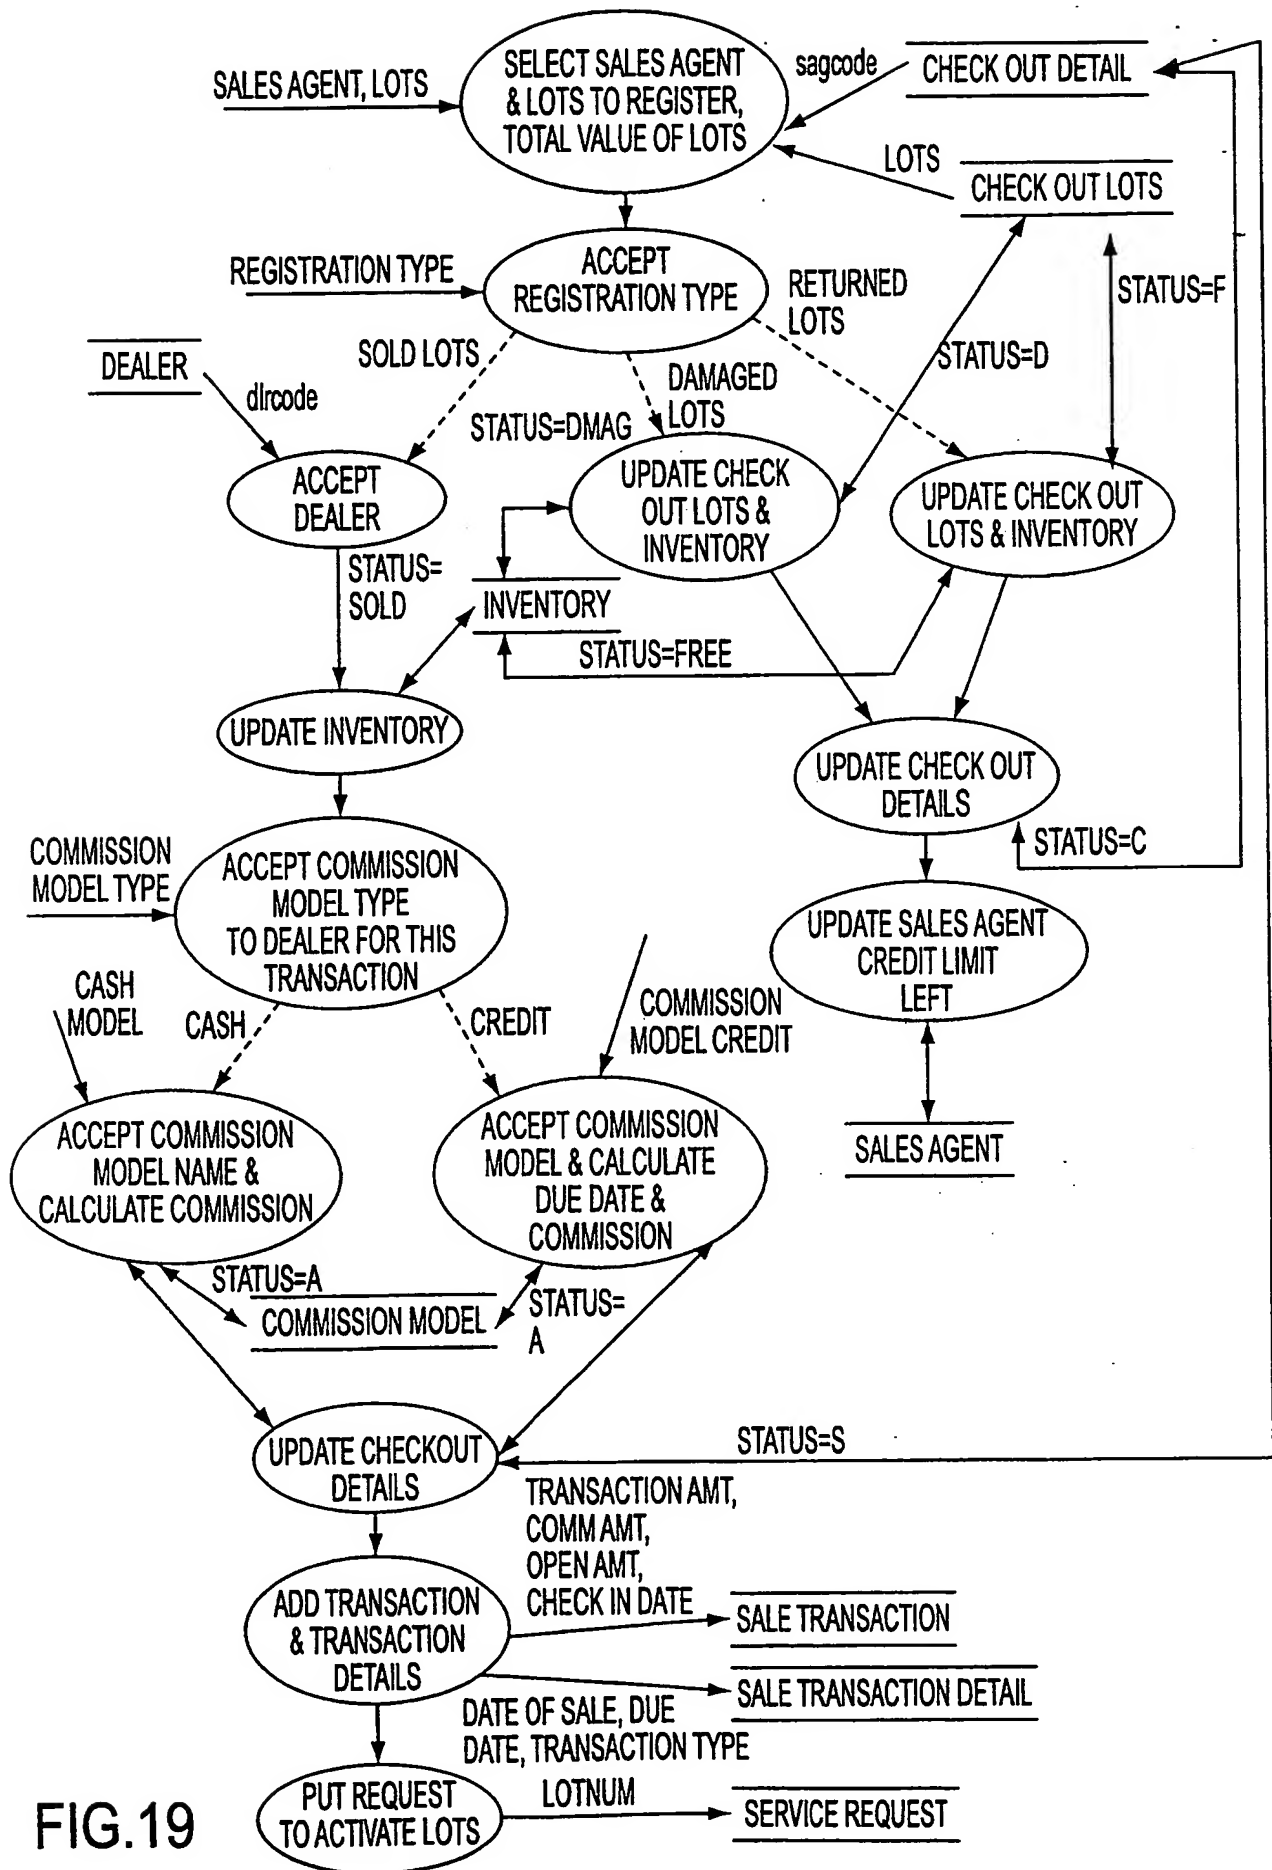 SALES AGENT, LOTS
SELECT SALES AGENT
& LOTS TO REGISTER,
TOTAL VALUE OF LOTS
sagcode
CHECK OUT DETAIL
LOTS
CHECK OUT LOTS
REGISTRATION TYPE
ACCEPT
REGISTRATION TYPE
RETURNED
LOTS
STATUS=F
SOLD LOTS
STATUS=D
DEALER
dlrcode
DAMAGED
LOTS
STATUS=DMAG
ACCEPT
DEALER
UPDATE CHECK
OUT LOTS &
INVENTORY
UPDATE CHECK OUT
LOTS & INVENTORY
STATUS=
SOLD
INVENTORY
STATUS=FREE
UPDATE INVENTORY
UPDATE CHECK OUT
DETAILS
STATUS=C
COMMISSION
MODEL TYPE
ACCEPT COMMISSION
MODEL TYPE
TO DEALER FOR THIS
TRANSACTION
UPDATE SALES AGENT
CREDIT LIMIT
LEFT
CASH
MODEL
CASH
CREDIT
COMMISSION
MODEL CREDIT
ACCEPT COMMISSION
MODEL NAME &
CALCULATE COMMISSION
ACCEPT COMMISSION
MODEL & CALCULATE
DUE DATE &
COMMISSION
SALES AGENT
STATUS=A
COMMISSION MODEL
STATUS=
A
UPDATE CHECKOUT
DETAILS
STATUS=S
TRANSACTION AMT,
COMM AMT,
OPEN AMT,
CHECK IN DATE
ADD TRANSACTION
& TRANSACTION
DETAILS
SALE TRANSACTION
SALE TRANSACTION DETAIL
DATE OF SALE, DUE
DATE, TRANSACTION TYPE
PUT REQUEST
TO ACTIVATE LOTS
LOTNUM
SERVICE REQUEST
FIG.19